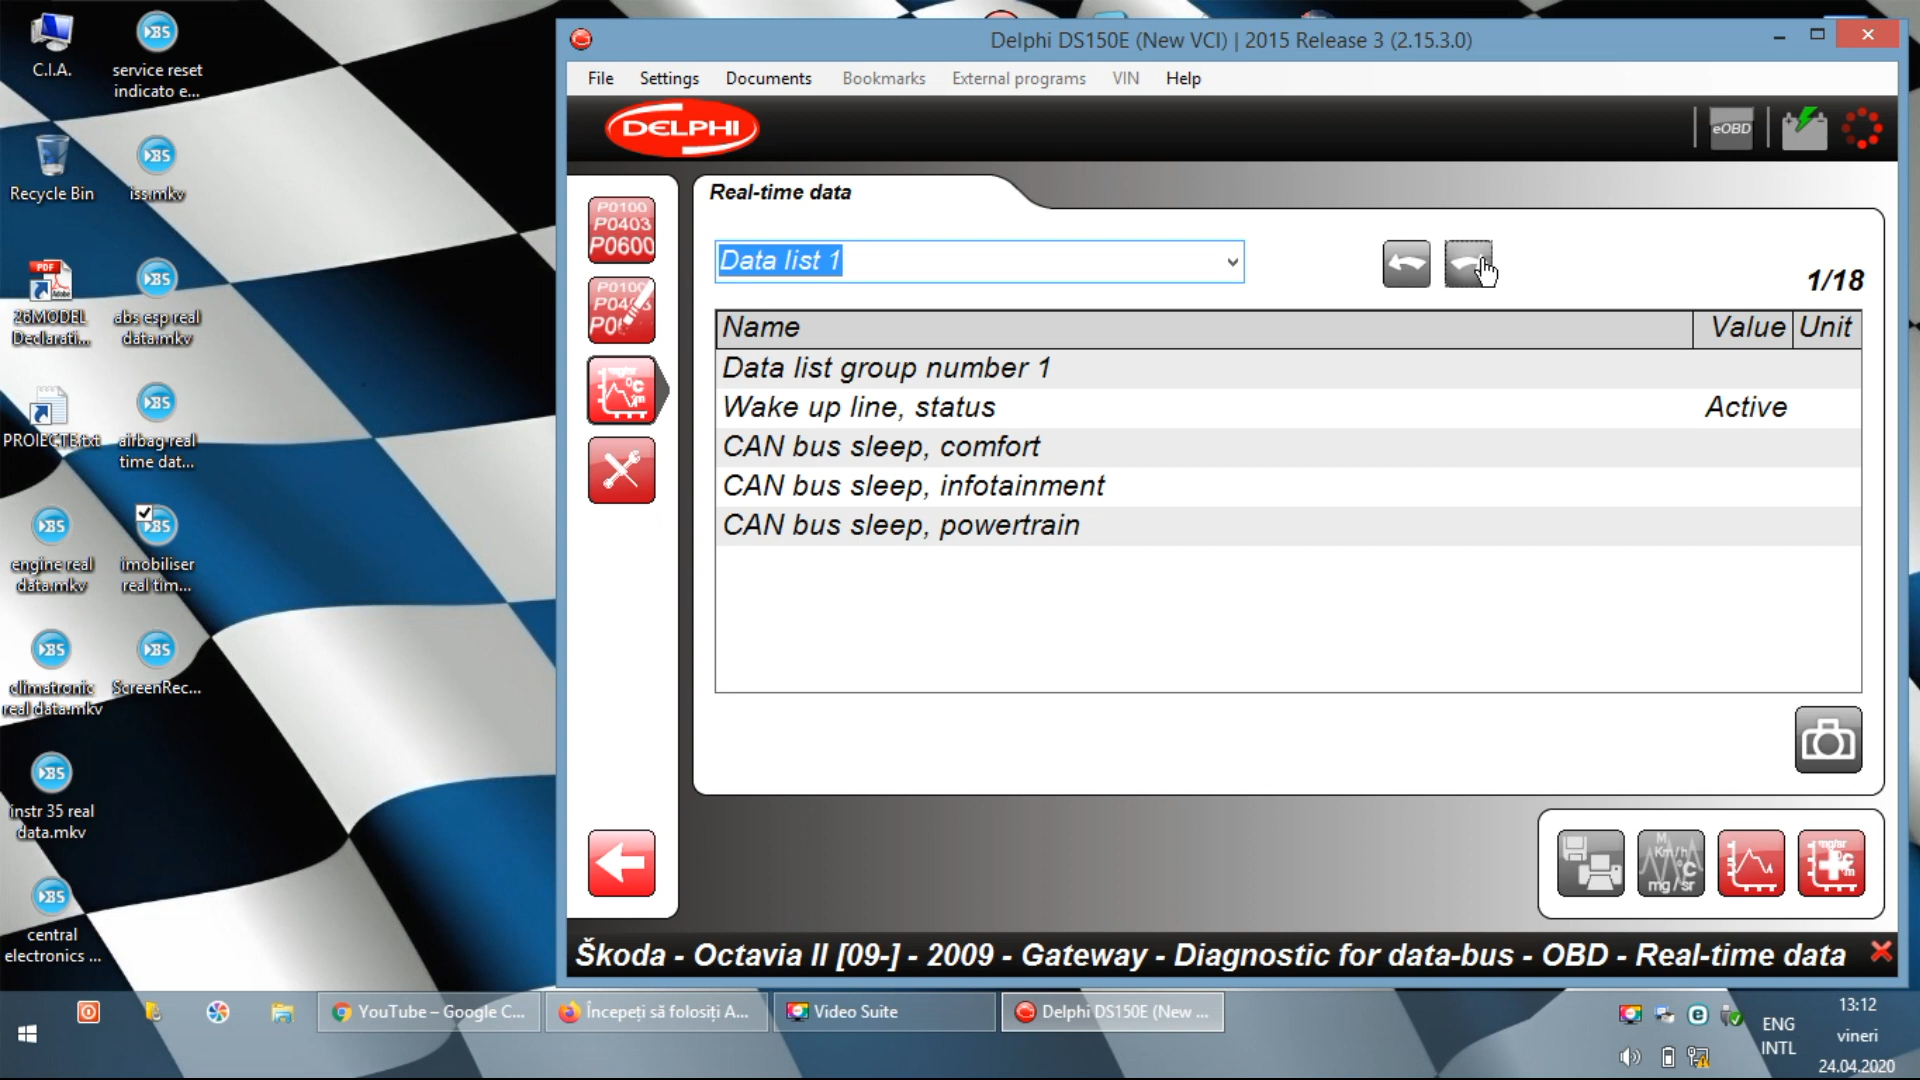 C.I.A.
service reset
indicato e...
Recycle Bin
iss.mkv
26MODEL
Declarati...
abs esp real
data.mkv
PROIECTE.txt
airbag real
time dat...
engine real
data.mkv
imobiliser
real tim...
climatronic
real data.mkv
ScreenRec...
instr 35 real
data.mkv
central
electronics ...
Delphi DS150E (New VCI) | 2015 Release 3 (2.15.3.0)
File Settings Documents Bookmarks External programs VIN Help
DELPHI
eOBD
P0100
P0403
P0600
Real-time data
Data list 1
1/18
Name Value Unit
Data list group number 1
Wake up line, status Active
CAN bus sleep, comfort
CAN bus sleep, infotainment
CAN bus sleep, powertrain
M
Km/h
°C
mg/sr
Škoda - Octavia II [09-] - 2009 - Gateway - Diagnostic for data-bus - OBD - Real-time data
YouTube – Google C...
Începeți să folosiți A...
Video Suite
Delphi DS150E (New ...
ENG
INTL
13:12
vineri
24.04.2020